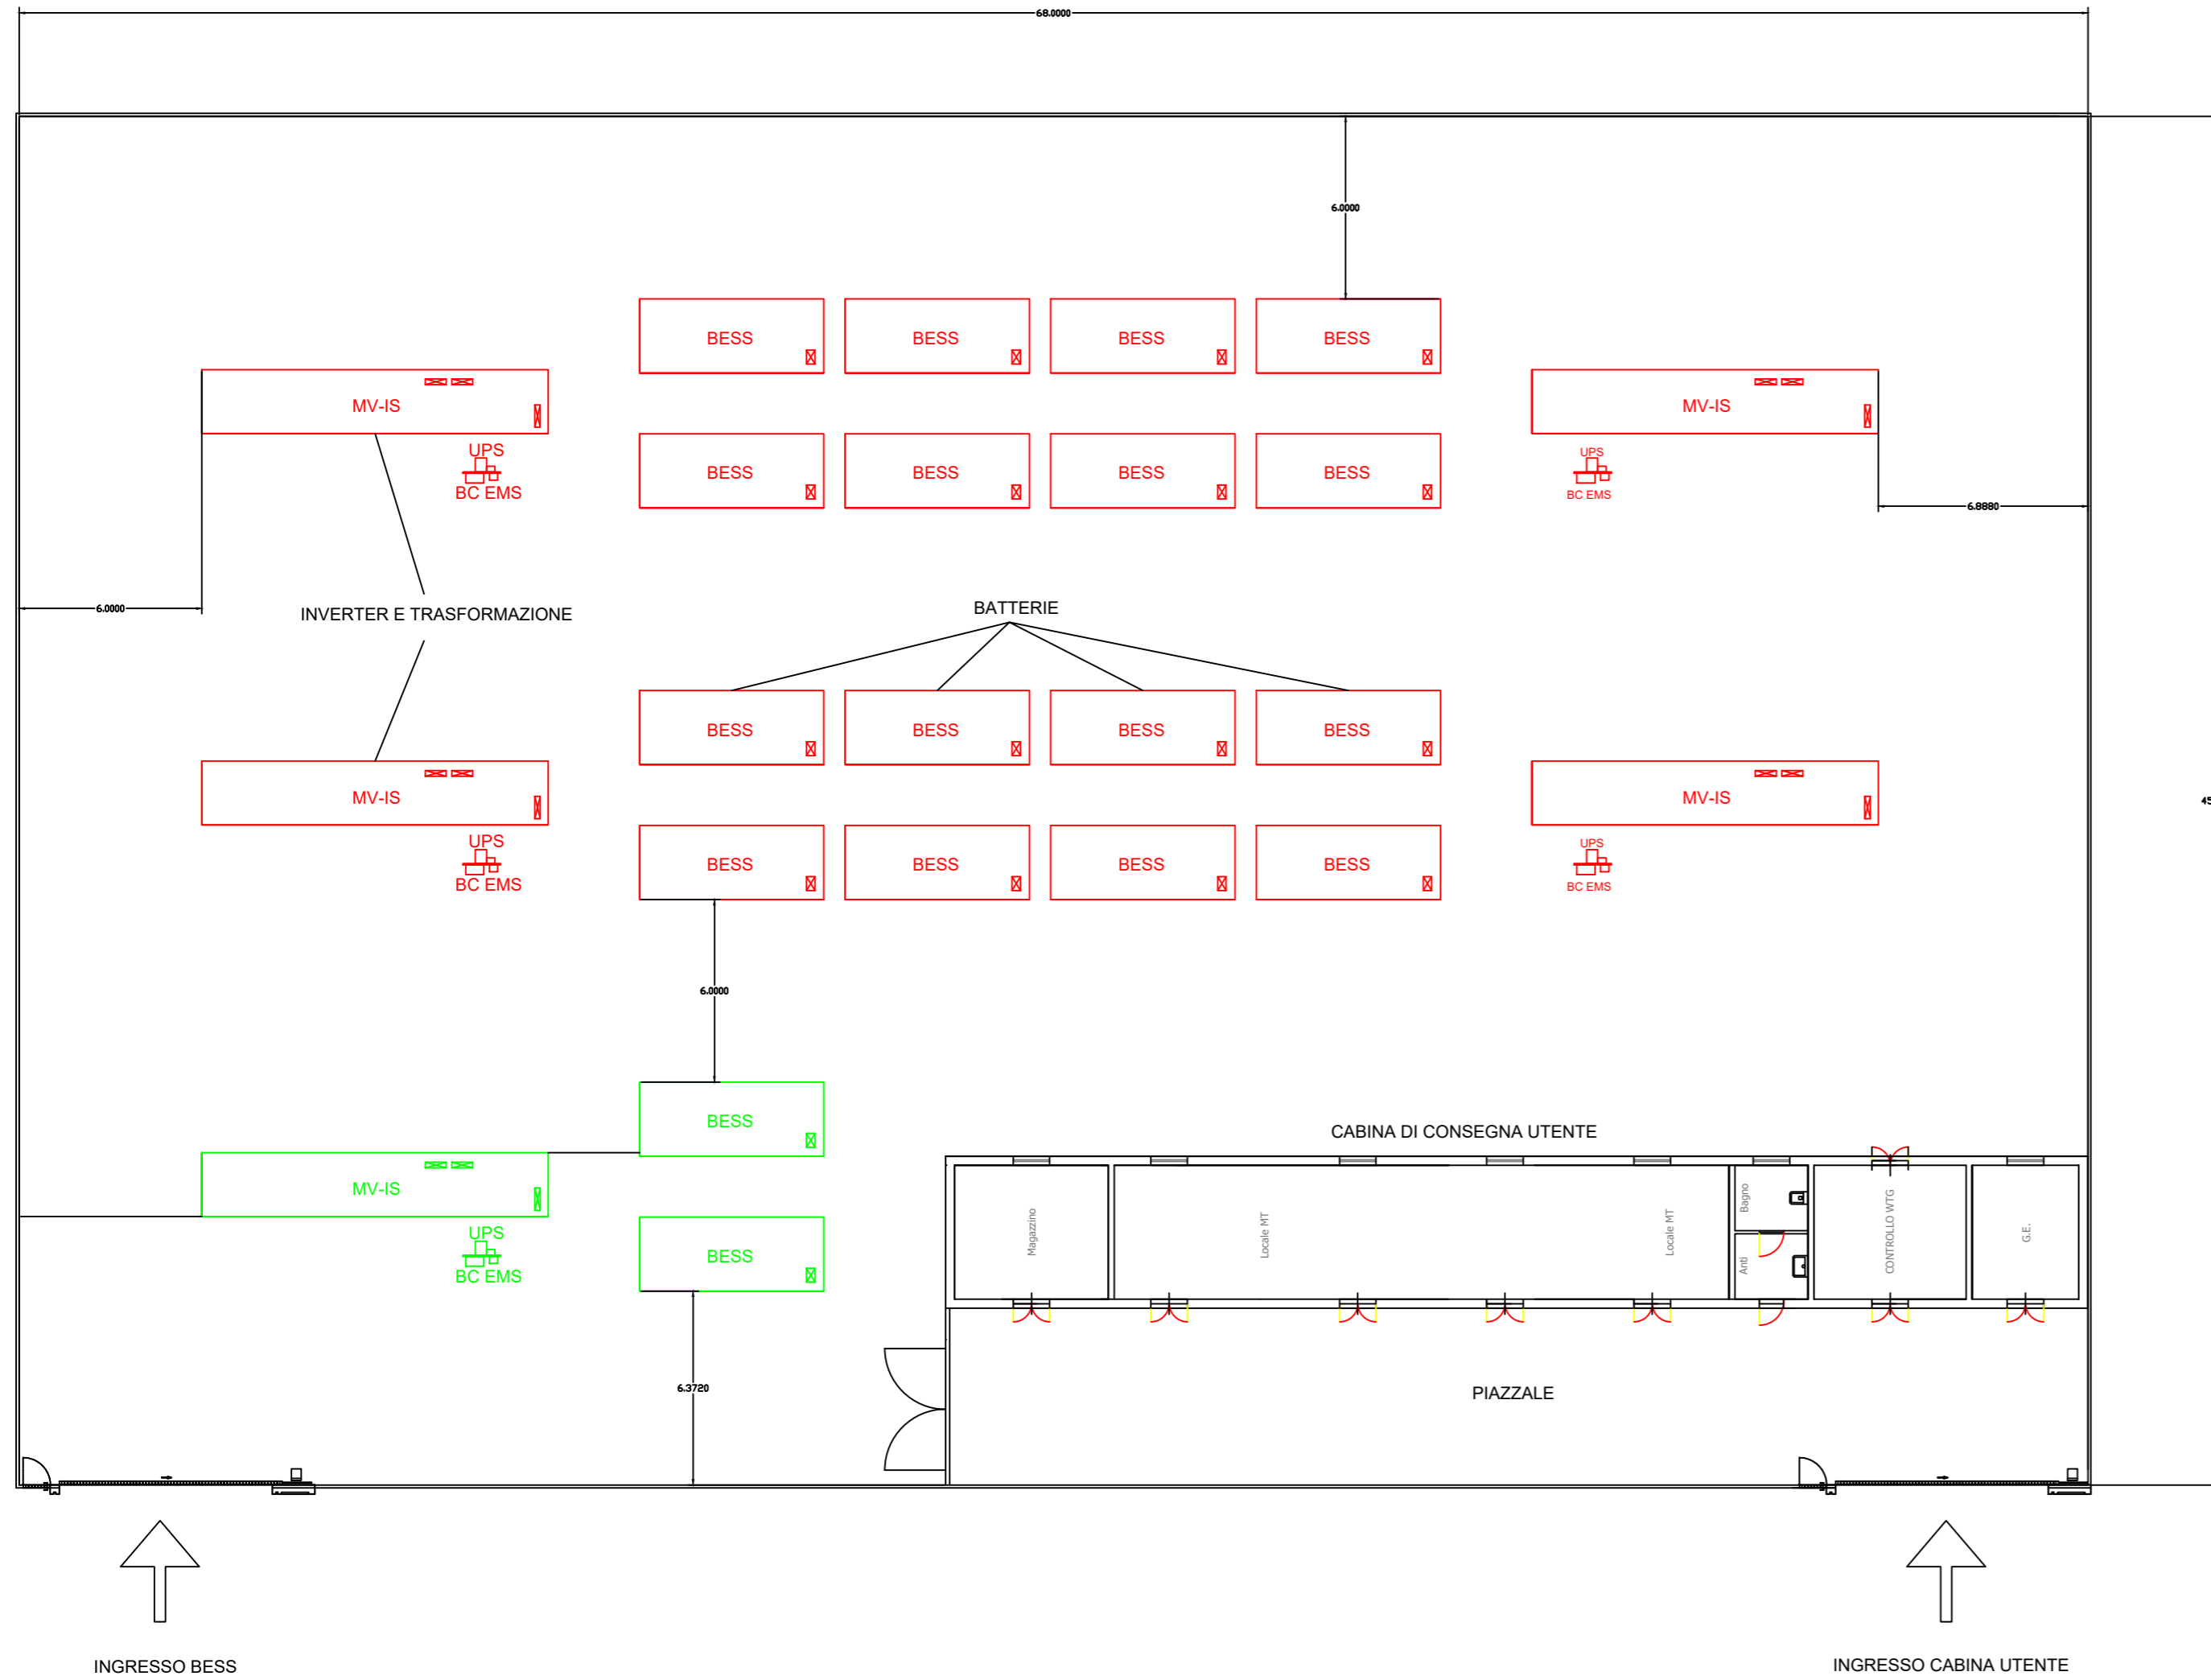 68.0000
6.0000
BESS BESS BESS BESS
MV-IS MV-IS
UPS UPS
BESS BESS BESS BESS
BC EMS BC EMS
6.8880
6.0000
INVERTER E TRASFORMAZIONE BATTERIE
BESS BESS BESS BESS
MV-IS MV-IS
UPS UPS
BESS BESS BESS BESS
BC EMS BC EMS
6.0000
BESS
CABINA DI CONSEGNA UTENTE
MV-IS
UPS
BESS
BC EMS
Magazzino
Locale MT
Locale MT
Bagno
Anti
CONTROLLO WTG
G.E.
6.3720
PIAZZALE
INGRESSO BESS
INGRESSO CABINA UTENTE